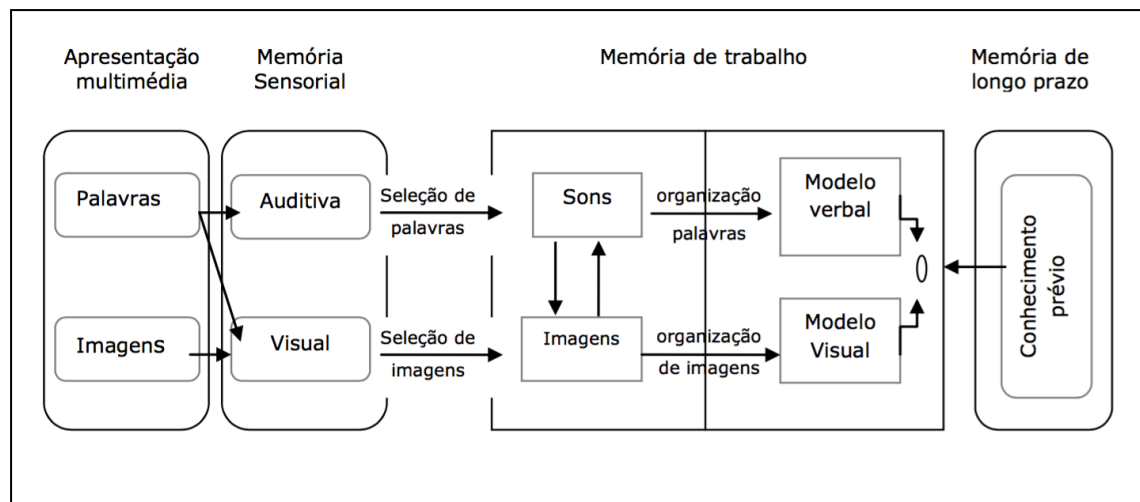 Apresentação
multimédia
Memória
Sensorial
Memória de trabalho
Memória de
longo prazo
Palavras
Auditiva
Seleção de
palavras
Sons
organização
palavras
Modelo
verbal
Imagens
Visual
Seleção de
imagens
Imagens
organização
de imagens
Modelo
Visual
Conhecimento
prévio